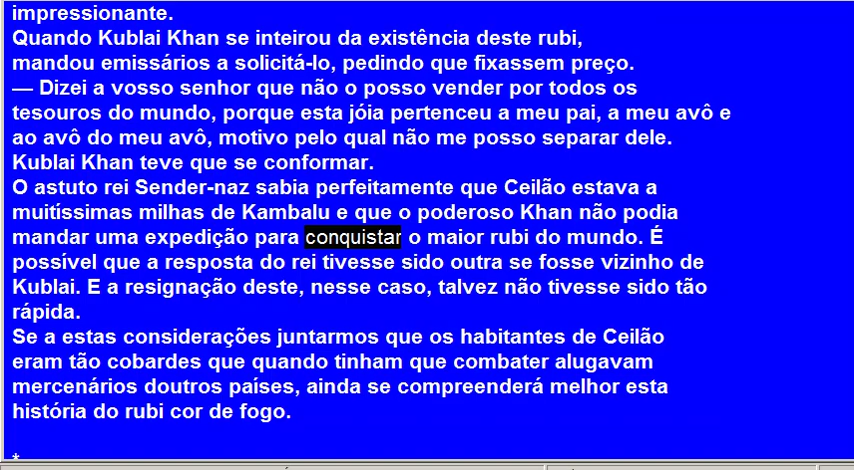 impressionante.
Quando Kublai Khan se inteirou da existência deste rubi,
mandou emissários a solicitá-lo, pedindo que fixassem preço.
— Dizei a vosso senhor que não o posso vender por todos os
tesouros do mundo, porque esta jóia pertenceu a meu pai, a meu avô e
ao avô do meu avô, motivo pelo qual não me posso separar dele.
Kublai Khan teve que se conformar.
O astuto rei Sender-naz sabia perfeitamente que Ceilão estava a
muitíssimas milhas de Kambalu e que o poderoso Khan não podia
mandar uma expedição para conquistar o maior rubi do mundo. É
possível que a resposta do rei tivesse sido outra se fosse vizinho de
Kublai. E a resignação deste, nesse caso, talvez não tivesse sido tão
rápida.
Se a estas considerações juntarmos que os habitantes de Ceilão
eram tão cobardes que quando tinham que combater alugavam
mercenários doutros países, ainda se compreenderá melhor esta
história do rubi cor de fogo.
*